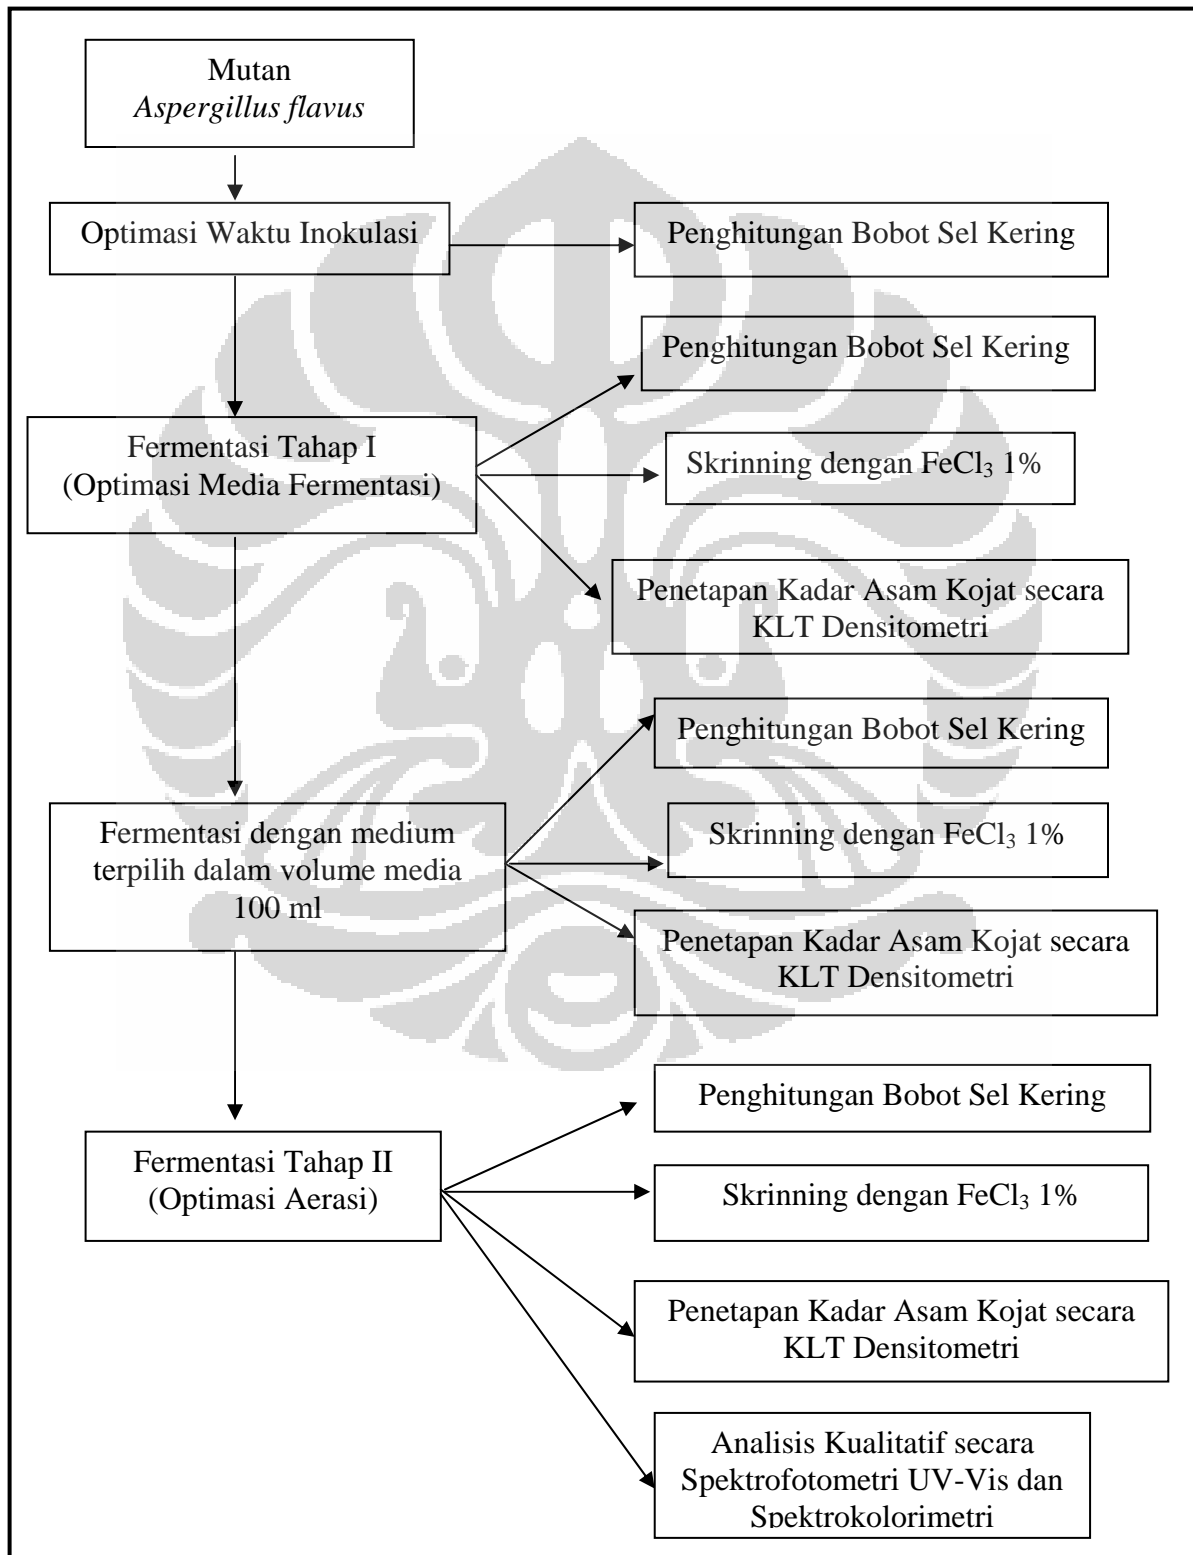 Mutan
Aspergillus flavus
Optimasi Waktu Inokulasi
Penghitungan Bobot Sel Kering
Penghitungan Bobot Sel Kering
Fermentasi Tahap I
(Optimasi Media Fermentasi)
Skrinning dengan FeCl₃ 1%
Penetapan Kadar Asam Kojat secara
KLT Densitometri
Penghitungan Bobot Sel Kering
Fermentasi dengan medium
terpilih dalam volume media
100 ml
Skrinning dengan FeCl₃ 1%
Penetapan Kadar Asam Kojat secara
KLT Densitometri
Penghitungan Bobot Sel Kering
Fermentasi Tahap II
(Optimasi Aerasi)
Skrinning dengan FeCl₃ 1%
Penetapan Kadar Asam Kojat secara
KLT Densitometri
Analisis Kualitatif secara
Spektrofotometri UV-Vis dan
Spektrokolorimetri